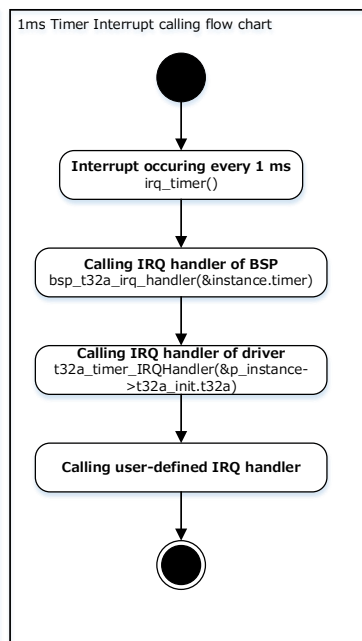 1ms Timer Interrupt calling flow chart
Interrupt occuring every 1 ms
irq_timer()
Calling IRQ handler of BSP
bsp_t32a_irq_handler(&instance.timer)
Calling IRQ handler of driver
t32a_timer_IRQHandler(&p_instance-
>t32a_init.t32a)
Calling user-defined IRQ handler